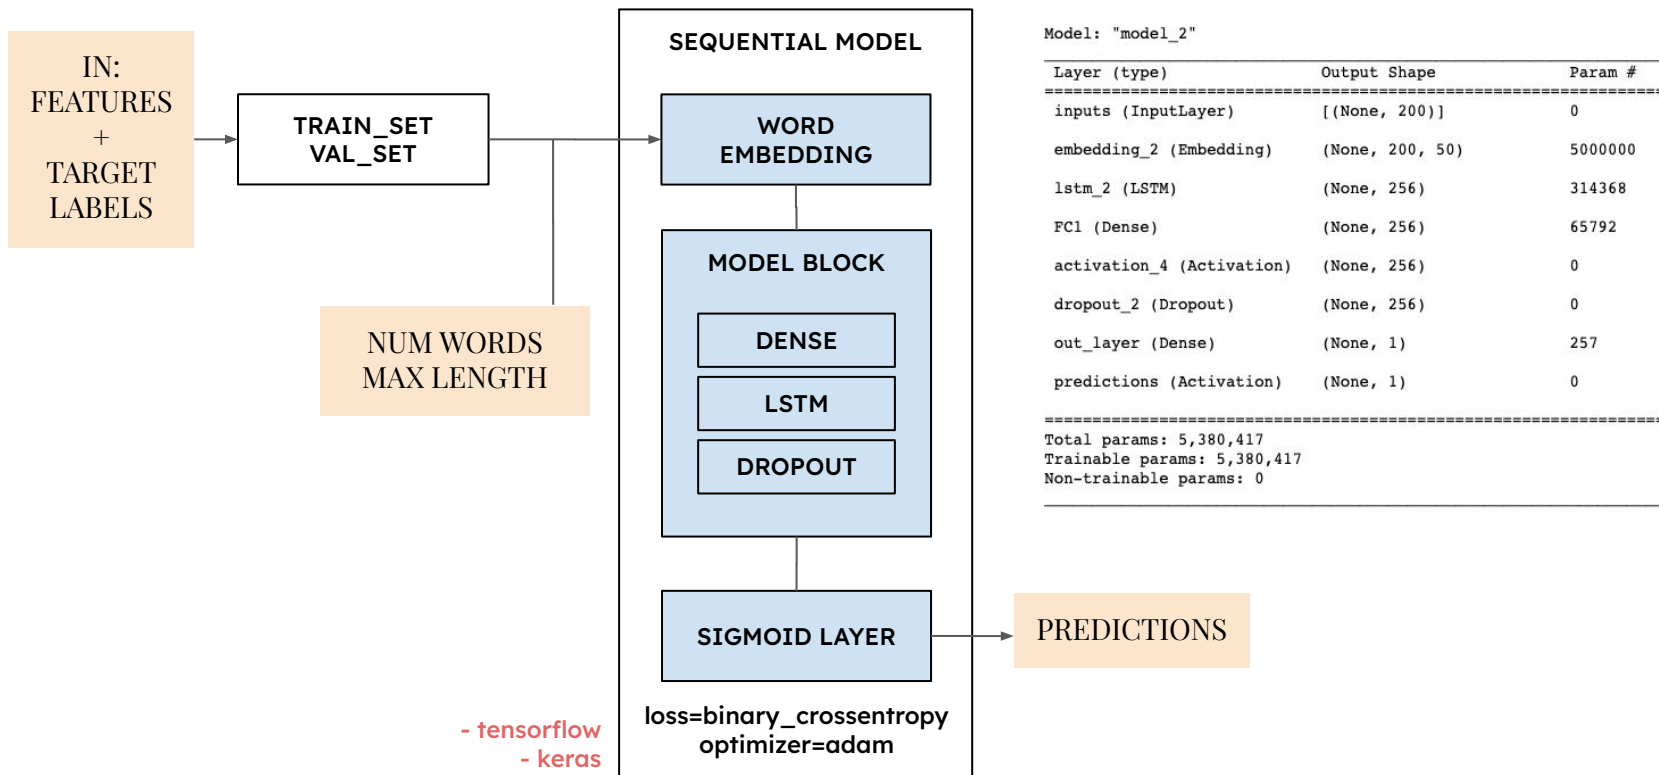 IN:
FEATURES
+
TARGET
LABELS
TRAIN_SET
VAL_SET
NUM WORDS
MAX LENGTH
SEQUENTIAL MODEL
WORD
EMBEDDING
MODEL BLOCK
DENSE
LSTM
DROPOUT
SIGMOID LAYER
PREDICTIONS
loss=binary_crossentropy
optimizer=adam
- tensorflow
- keras
Model: "model_2"
Layer (type) Output Shape Param #
inputs (InputLayer) [(None, 200)] 0
embedding_2 (Embedding) (None, 200, 50) 5000000
lstm_2 (LSTM) (None, 256) 314368
FC1 (Dense) (None, 256) 65792
activation_4 (Activation) (None, 256) 0
dropout_2 (Dropout) (None, 256) 0
out_layer (Dense) (None, 1) 257
predictions (Activation) (None, 1) 0
Total params: 5,380,417
Trainable params: 5,380,417
Non-trainable params: 0